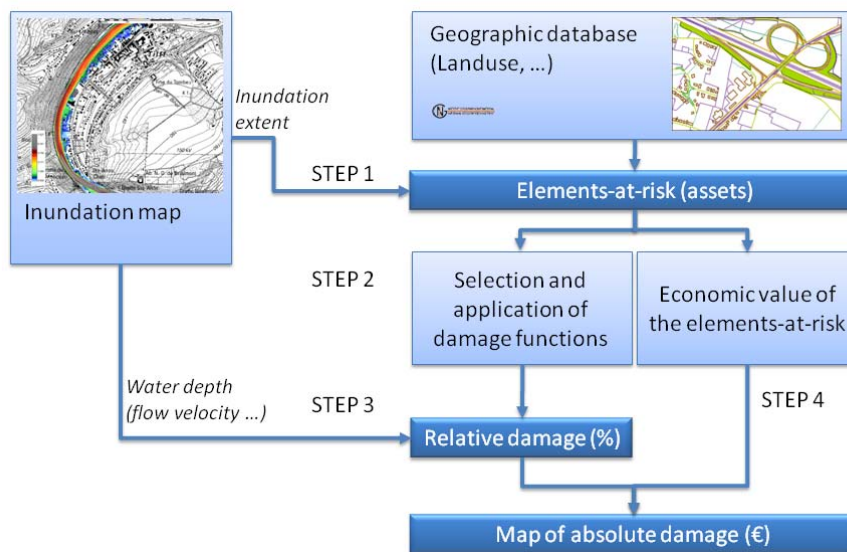 Geographic database
(Landuse, …)
Inundation
extent
Inundation map
STEP 1
Elements-at-risk (assets)
STEP 2
Selection and
application of
damage functions
Economic value of
the elements-at-risk
Water depth
(flow velocity …)
STEP 3
STEP 4
Relative damage (%)
Map of absolute damage (€)